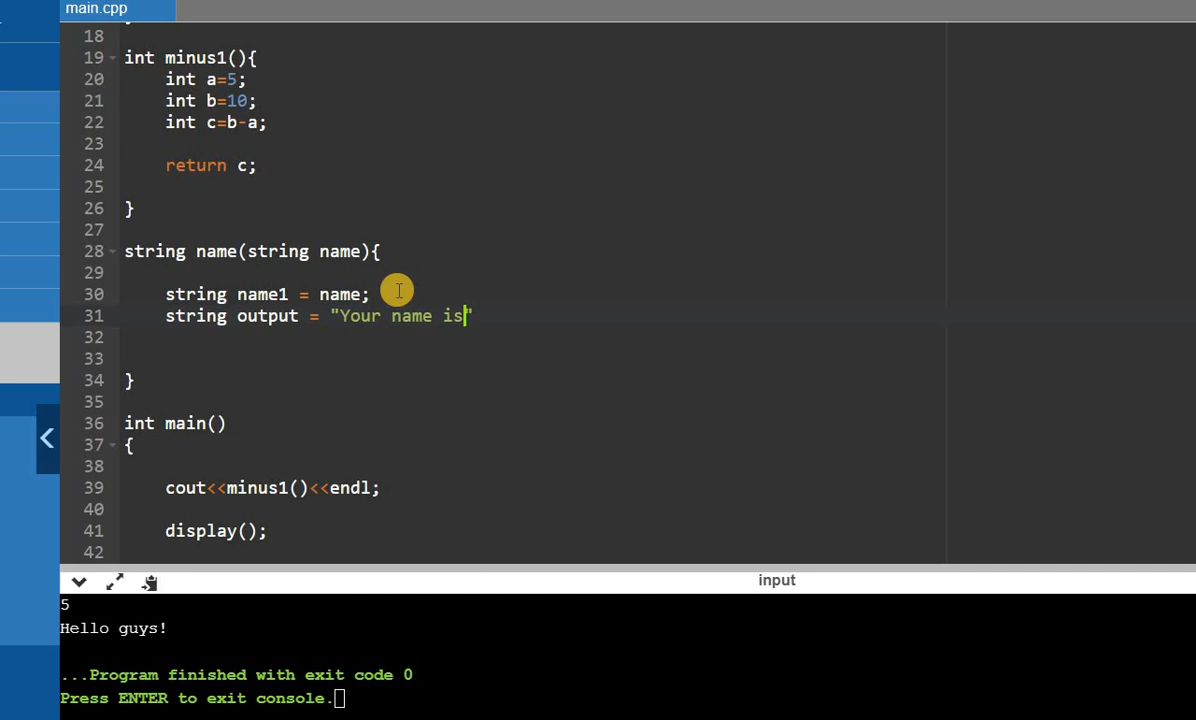 main.cpp
18
19 int minus1(){
20 int a=5;
21 int b=10;
22 int c=b-a;
23
24 return c;
25
26 }
27
28 string name(string name){
29
30 string name1 = name;
31 string output = "Your name is"
32
33
34 }
35
36 int main()
37 {
38
39 cout<<minus1()<<endl;
40
41 display();
42
input
5
Hello guys!
...Program finished with exit code 0
Press ENTER to exit console.